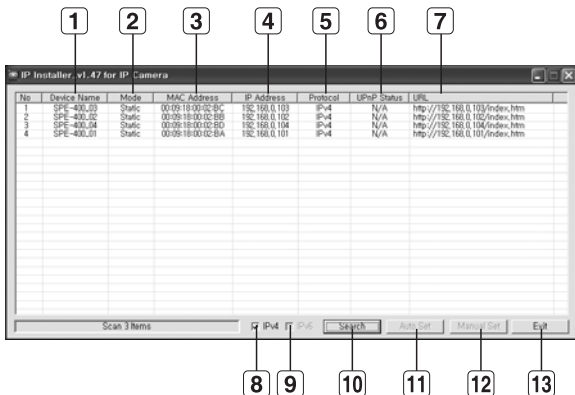 1 2 3 4 5 6 7
IP Installer..v1.47 for IP Camera
No Device Name Mode MAC Address IP Address Protocol UPnP Status URL
1 SPE-400_03 Static 00:09:18:00:02:BC 192,168,0,103 IPv4 N/A http://192,168,0,103/index,htm
2 SPE-400_02 Static 00:09:18:00:02:BB 192,168,0,102 IPv4 N/A http://192,168,0,102/index,htm
3 SPE-400_04 Static 00:09:18:00:02:BD 192,168,0,104 IPv4 N/A http://192,168,0,104/index,htm
4 SPE-400_01 Static 00:09:18:00:02:BA 192,168,0,101 IPv4 N/A http://192,168,0,101/index,htm
Scan 3 Items IPv4 IPv6 Search Auto Set Manual Set Exit
8 9 10 11 12 13